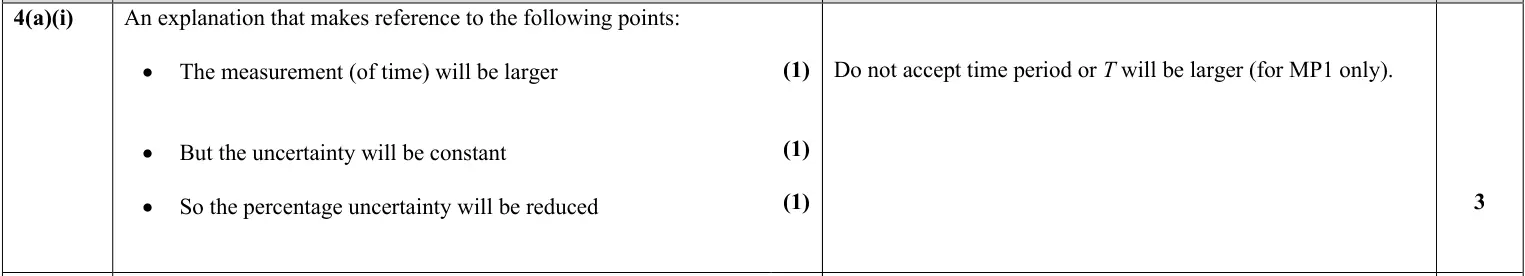 4(a)(i) An explanation that makes reference to the following points:
• The measurement (of time) will be larger (1) Do not accept time period or T will be larger (for MP1 only).
• But the uncertainty will be constant (1)
• So the percentage uncertainty will be reduced (1) 3